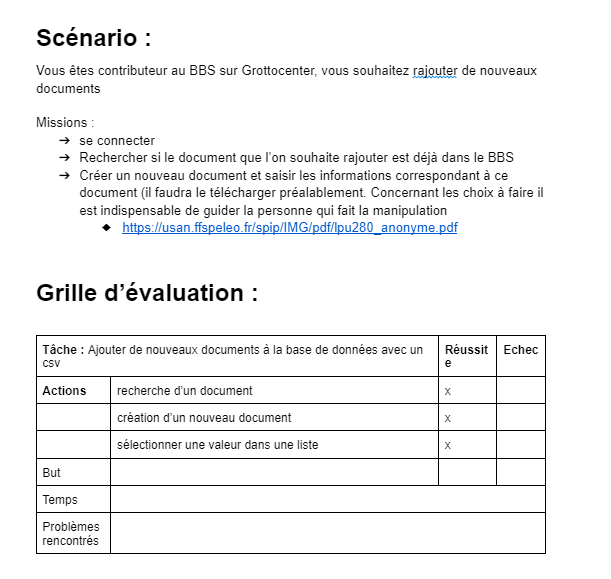 Scénario :
Vous êtes contributeur au BBS sur Grottocenter, vous souhaitez rajouter de nouveaux
documents
Missions :
➔ se connecter
➔ Rechercher si le document que l'on souhaite rajouter est déjà dans le BBS
➔ Créer un nouveau document et saisir les informations correspondant à ce
document (il faudra le télécharger préalablement. Concernant les choix à faire il
est indispensable de guider la personne qui fait la manipulation
◆ https://usan.ffspeleo.fr/spip/IMG/pdf/lpu280_anonyme.pdf
Grille d'évaluation :
Tâche : Ajouter de nouveaux documents à la base de données avec un
csv
Réussit
e
Echec
Actions recherche d'un document x
création d'un nouveau document x
sélectionner une valeur dans une liste x
But
Temps
Problèmes
rencontrés